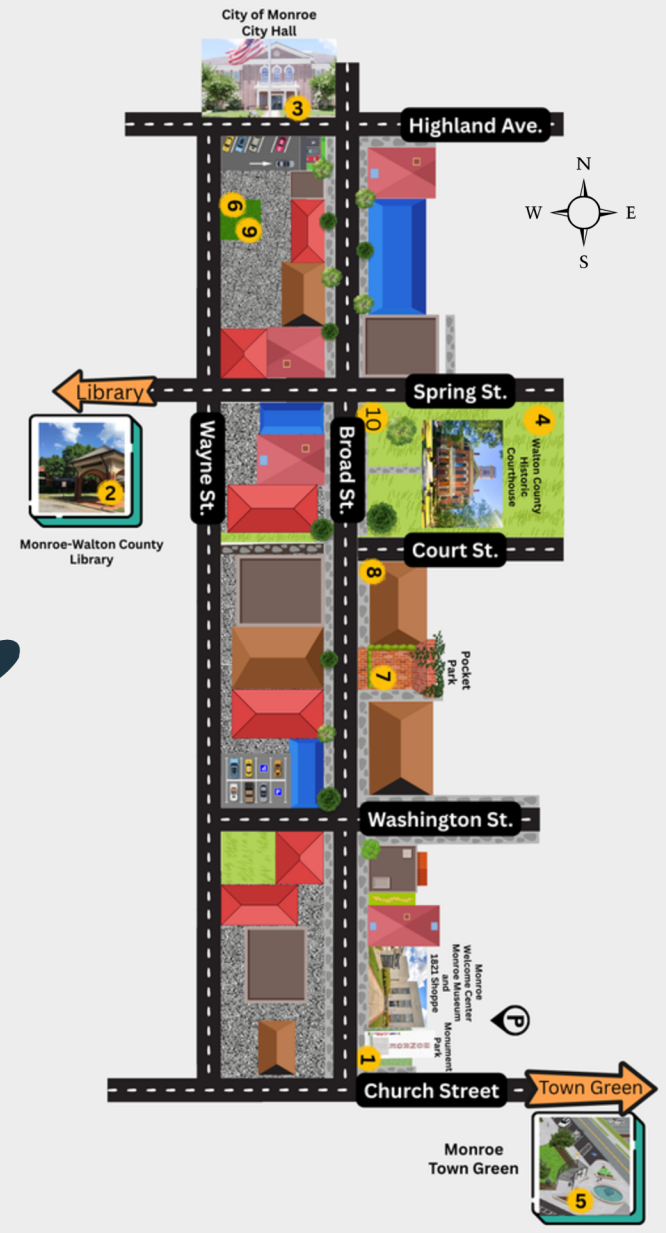 City of Monroe
City Hall
3
Highland Ave.
N
W
E
S
6
9
Library
Spring St.
2
Monroe-Walton County
Library
Wayne St.
Broad St.
10
4
Walton County
Historic
Courthouse
Court St.
8
7
Pocket
Park
Washington St.
Monroe
Welcome Center
Monroe Museum
and
1821 Shoppe
P
Monument
Park
MONROE
1
Church Street
Town Green
Monroe
Town Green
5